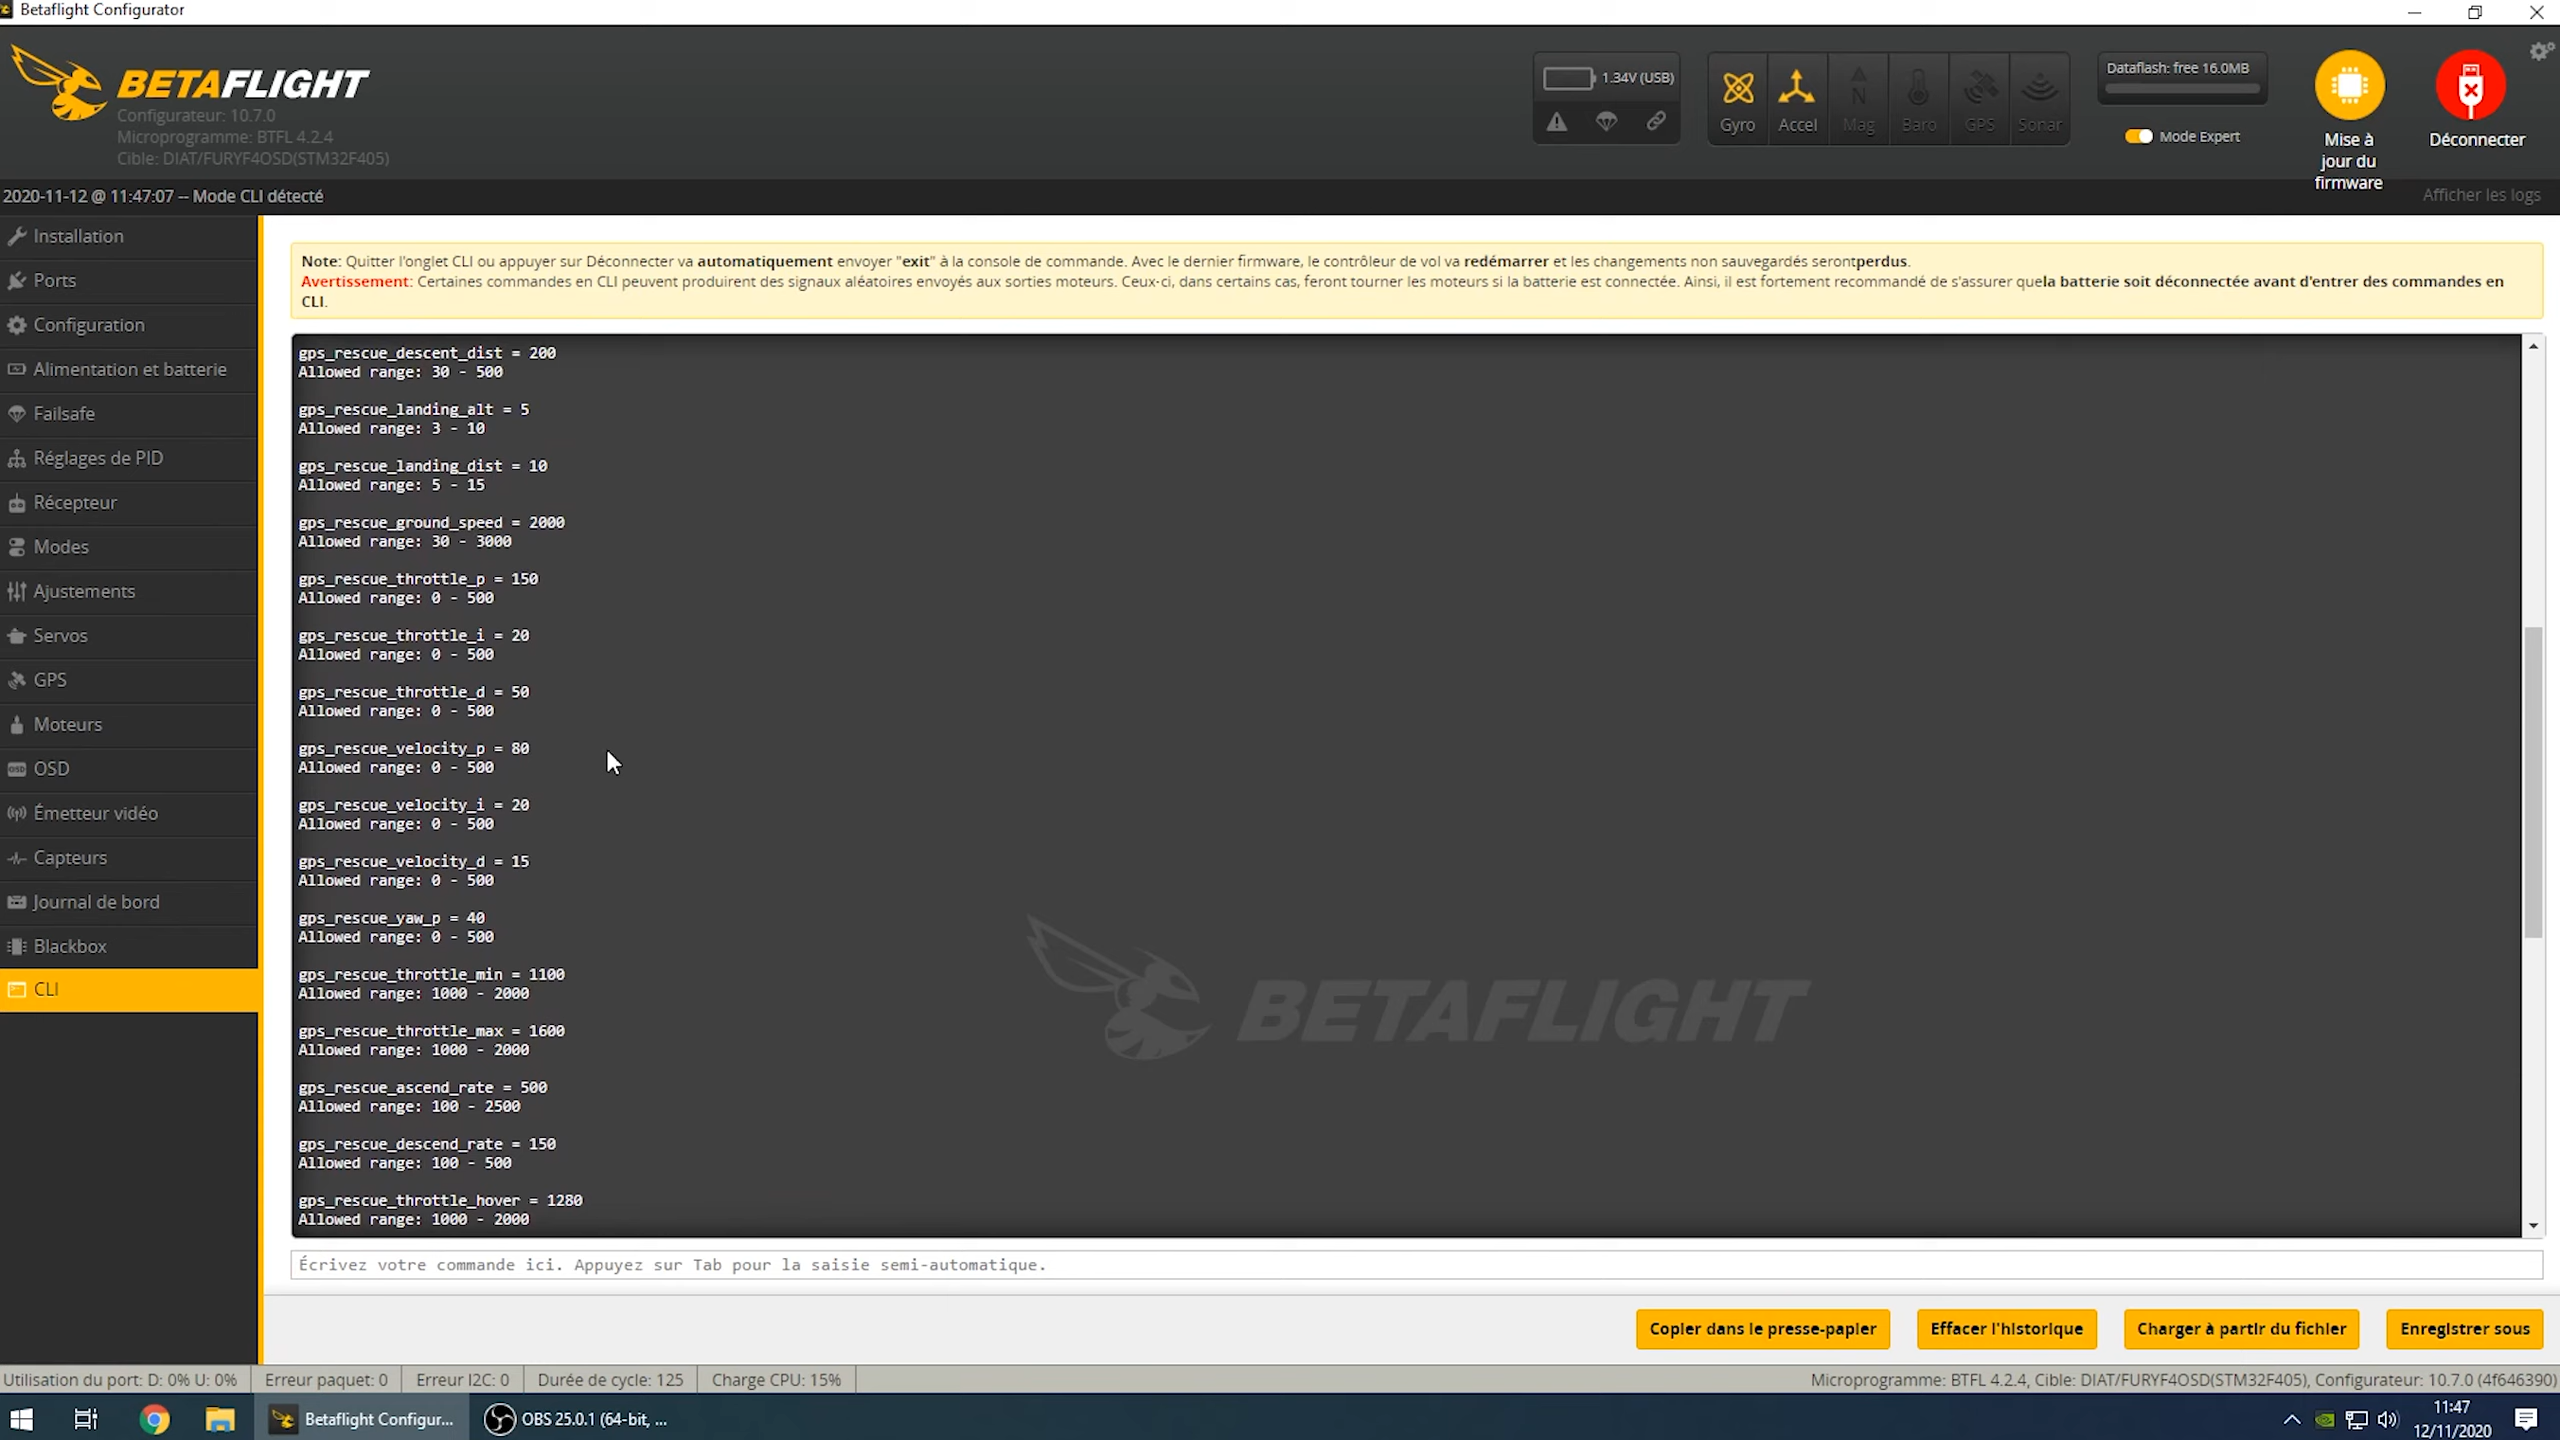 Betaflight Configurator
BETAFLIGHT
Configurateur: 10.7.0
Microprogramme: BTFL 4.2.4
Cible: DIAT/FURYF4OSD(STM32F405)
1.34V (USB)
Gyro
Accel
Mag
Baro
GPS
Sonar
Dataflash: free 16.0MB
Mode Expert
Mise à
jour du
firmware
Déconnecter
2020-11-12 @ 11:47:07 -- Mode CLI détecté
Afficher les logs
Installation
Ports
Configuration
Alimentation et batterie
Failsafe
Réglages de PID
Récepteur
Modes
Ajustements
Servos
GPS
Moteurs
OSD
Émetteur vidéo
Capteurs
Journal de bord
Blackbox
CLI
Note: Quitter l'onglet CLI ou appuyer sur Déconnecter va automatiquement envoyer "exit" à la console de commande. Avec le dernier firmware, le contrôleur de vol va redémarrer et les changements non sauvegardés serontperdus.
Avertissement: Certaines commandes en CLI peuvent produirent des signaux aléatoires envoyés aux sorties moteurs. Ceux-ci, dans certains cas, feront tourner les moteurs si la batterie est connectée. Ainsi, il est fortement recommandé de s'assurer quela batterie soit déconnectée avant d'entrer des commandes en
CLI.
gps_rescue_descent_dist = 200
Allowed range: 30 - 500
gps_rescue_landing_alt = 5
Allowed range: 3 - 10
gps_rescue_landing_dist = 10
Allowed range: 5 - 15
gps_rescue_ground_speed = 2000
Allowed range: 30 - 3000
gps_rescue_throttle_p = 150
Allowed range: 0 - 500
gps_rescue_throttle_i = 20
Allowed range: 0 - 500
gps_rescue_throttle_d = 50
Allowed range: 0 - 500
gps_rescue_velocity_p = 80
Allowed range: 0 - 500
gps_rescue_velocity_i = 20
Allowed range: 0 - 500
gps_rescue_velocity_d = 15
Allowed range: 0 - 500
gps_rescue_yaw_p = 40
Allowed range: 0 - 500
gps_rescue_throttle_min = 1100
Allowed range: 1000 - 2000
gps_rescue_throttle_max = 1600
Allowed range: 1000 - 2000
gps_rescue_ascend_rate = 500
Allowed range: 100 - 2500
gps_rescue_descend_rate = 150
Allowed range: 100 - 500
gps_rescue_throttle_hover = 1280
Allowed range: 1000 - 2000
BETAFLIGHT
Écrivez votre commande ici. Appuyez sur Tab pour la saisie semi-automatique.
Copier dans le presse-papier
Effacer l'historique
Charger à partir du fichier
Enregistrer sous
Utilisation du port: D: 0% U: 0%
Erreur paquet: 0
Erreur I2C: 0
Durée de cycle: 125
Charge CPU: 15%
Microprogramme: BTFL 4.2.4, Cible: DIAT/FURYF4OSD(STM32F405), Configurateur: 10.7.0 (4f646390)
Betaflight Configur...
OBS 25.0.1 (64-bit, ...
11:47
12/11/2020